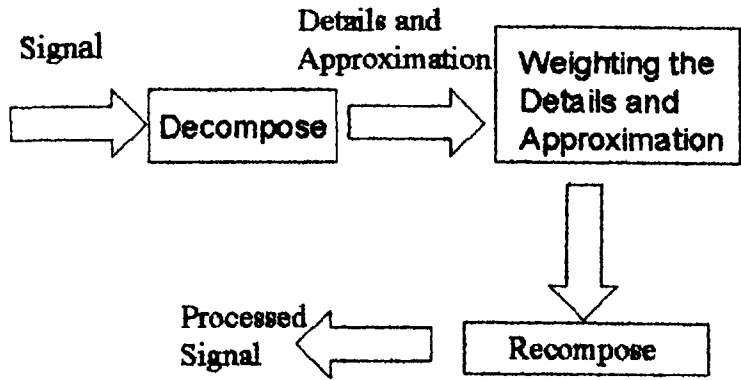 Signal
Details and
Approximation
Decompose
Weighting the
Details and
Approximation
Recompose
Processed
Signal